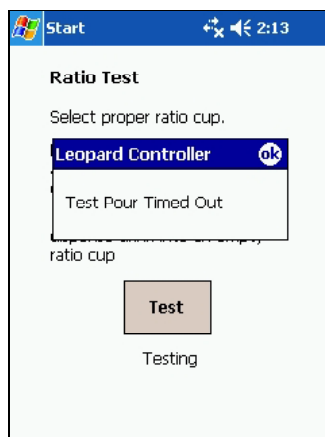 Start 2:13
Ratio Test
Select proper ratio cup.
Leopard Controller ok
Test Pour Timed Out
ratio cup
Test
Testing